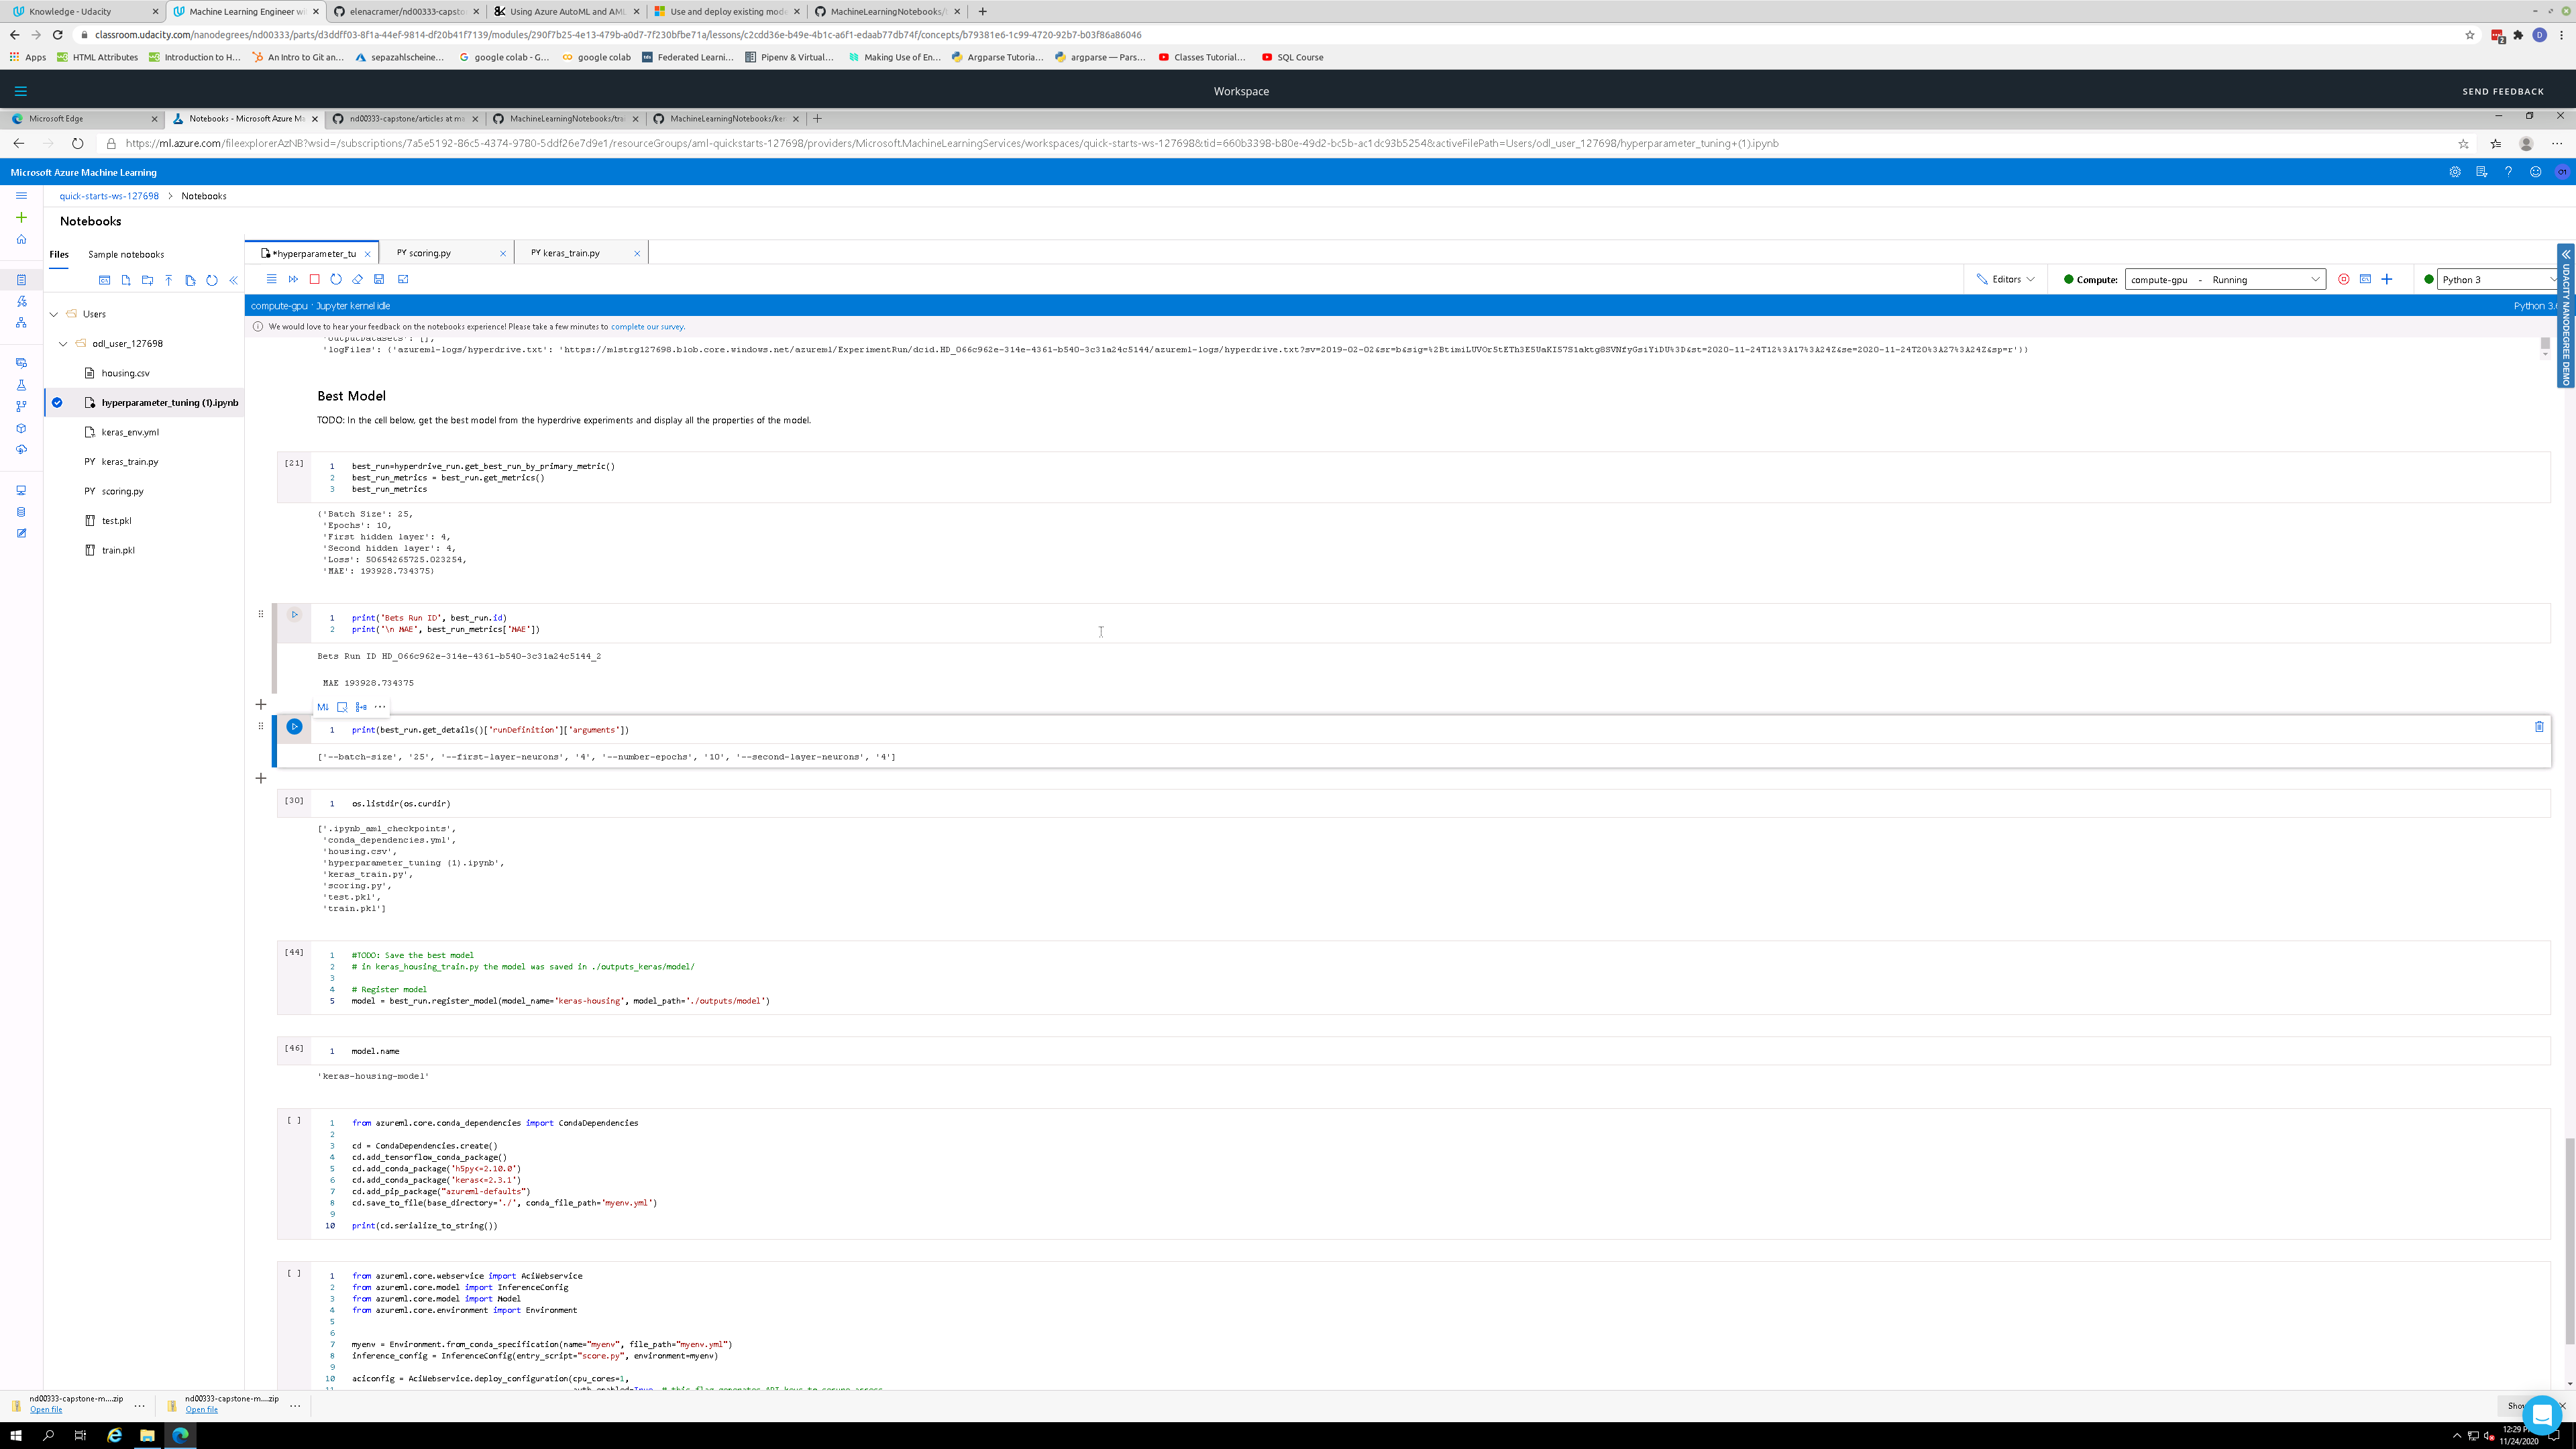 Knowledge - Udacity
Machine Learning Engineer wi
elenacramer/nd00333-capsto
Using Azure AutoML and AML
Use and deploy existing mode
MachineLearningNotebooks/
classroom.udacity.com/nanodegrees/nd00333/parts/d3ddff03-8f1a-44ef-9814-df20b41f7139/modules/290f7b25-4e13-479b-a0d7-7f230bfbe71a/lessons/c2cdd36e-b49e-4b1c-a6f1-edaab77db74f/concepts/b79381e6-1c99-4720-92b7-b03f86a86046
Apps
HTML Attributes
Introduction to H...
An Intro to Git an...
sepazahlscheine...
google colab - G...
google colab
Federated Learni...
Pipenv & Virtual...
Making Use of En...
Argparse Tutoria...
argparse — Pars...
Classes Tutorial...
SQL Course
Workspace
SEND FEEDBACK
Microsoft Edge
Notebooks - Microsoft Azure Ma
nd00333-capstone/articles at ma
MachineLearningNotebooks/trai
MachineLearningNotebooks/ker
https://ml.azure.com/fileexplorerAzNB?wsid=/subscriptions/7a5e5192-86c5-4374-9780-5ddf26e7d9e1/resourceGroups/aml-quickstarts-127698/providers/Microsoft.MachineLearningServices/workspaces/quick-starts-ws-127698&tid=660b3398-b80e-49d2-bc5b-ac1dc93b5254&activeFilePath=Users/odl_user_127698/hyperparameter_tuning+(1).ipynb
Microsoft Azure Machine Learning
quick-starts-ws-127698 > Notebooks
Notebooks
Files
Sample notebooks
*hyperparameter_tu
PY scoring.py
PY keras_train.py
Editors
Compute: compute-gpu - Running
Python 3
compute-gpu · Jupyter kernel idle
Python 3.6
We would love to hear your feedback on the notebooks experience! Please take a few minutes to complete our survey.
UDACITY NANODEGREE DEMO
Users
odl_user_127698
housing.csv
hyperparameter_tuning (1).ipynb
keras_env.yml
PY keras_train.py
PY scoring.py
test.pkl
train.pkl
'outputDatasets': [],
'logFiles': {'azureml-logs/hyperdrive.txt': 'https://mlstrg127698.blob.core.windows.net/azureml/ExperimentRun/dcid.HD_066c962e-314e-4361-b540-3c31a24c5144/azureml-logs/hyperdrive.txt?sv=2019-02-02&sr=b&sig=%2BtimiLUVOr5tETh3E5UaKI57S1aktg8SVNfyGsiYiDU%3D&st=2020-11-24T12%3A17%3A24Z&se=2020-11-24T20%3A27%3A24Z&sp=r'}}
Best Model
TODO: In the cell below, get the best model from the hyperdrive experiments and display all the properties of the model.
[21]
1 best_run=hyperdrive_run.get_best_run_by_primary_metric()
2 best_run_metrics = best_run.get_metrics()
3 best_run_metrics
{'Batch Size': 25,
'Epochs': 10,
'First hidden layer': 4,
'Second hidden layer': 4,
'Loss': 50654265725.023254,
'MAE': 193928.734375}
1 print('Bets Run ID', best_run.id)
2 print('\n MAE', best_run_metrics['MAE'])
Bets Run ID HD_066c962e-314e-4361-b540-3c31a24c5144_2
MAE 193928.734375
M↓
1 print(best_run.get_details()['runDefinition']['arguments'])
['--batch-size', '25', '--first-layer-neurons', '4', '--number-epochs', '10', '--second-layer-neurons', '4']
[30]
1 os.listdir(os.curdir)
['.ipynb_aml_checkpoints',
'conda_dependencies.yml',
'housing.csv',
'hyperparameter_tuning (1).ipynb',
'keras_train.py',
'scoring.py',
'test.pkl',
'train.pkl']
[44]
1 #TODO: Save the best model
2 # in keras_housing_train.py the model was saved in ./outputs_keras/model/
3
4 # Register model
5 model = best_run.register_model(model_name='keras-housing', model_path='./outputs/model')
[46]
1 model.name
'keras-housing-model'
[ ]
1 from azureml.core.conda_dependencies import CondaDependencies
2
3 cd = CondaDependencies.create()
4 cd.add_tensorflow_conda_package()
5 cd.add_conda_package('h5py<=2.10.0')
6 cd.add_conda_package('keras<=2.3.1')
7 cd.add_pip_package("azureml-defaults")
8 cd.save_to_file(base_directory='./', conda_file_path='myenv.yml')
9
10 print(cd.serialize_to_string())
[ ]
1 from azureml.core.webservice import AciWebservice
2 from azureml.core.model import InferenceConfig
3 from azureml.core.model import Model
4 from azureml.core.environment import Environment
5
6
7 myenv = Environment.from_conda_specification(name="myenv", file_path="myenv.yml")
8 inference_config = InferenceConfig(entry_script="score.py", environment=myenv)
9
10 aciconfig = AciWebservice.deploy_configuration(cpu_cores=1,
11 auth_enabled=True, # this flag generates API keys to secure access
nd00333-capstone-m....zip
Open file
nd00333-capstone-m....zip
Open file
Show
12:29 P
11/24/2020